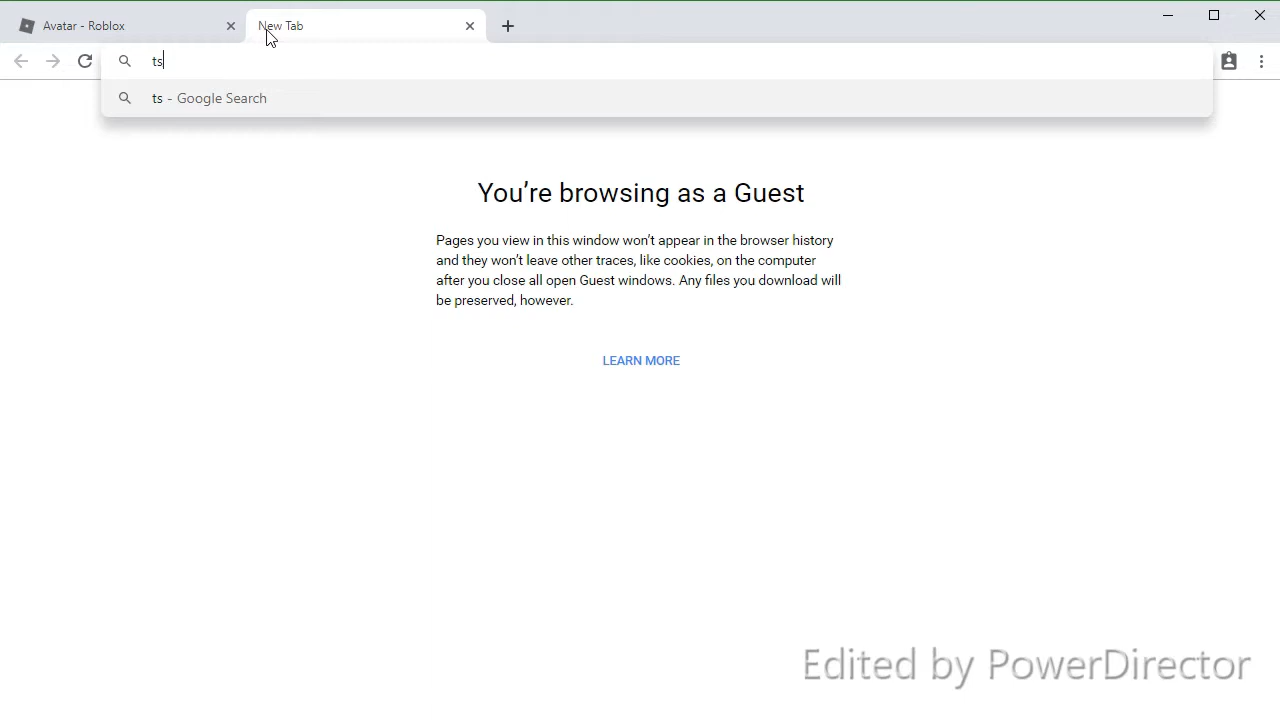 Avatar - Roblox
New Tab
ts
ts - Google Search
You’re browsing as a Guest
Pages you view in this window won’t appear in the browser history
and they won’t leave other traces, like cookies, on the computer
after you close all open Guest windows. Any files you download will
be preserved, however.
LEARN MORE
Edited by PowerDirector